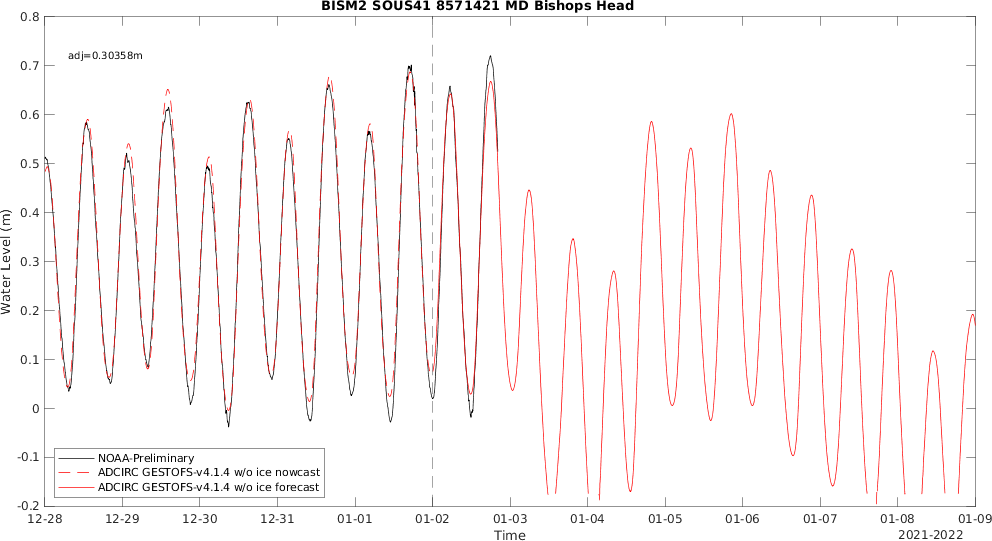 BISM2 SOUS41 8571421 MD Bishops Head
adj=0.30358m
Water Level (m)
0.8
0.7
0.6
0.5
0.4
0.3
0.2
0.1
0
-0.1
-0.2
NOAA-Preliminary
ADCIRC GESTOFS-v4.1.4 w/o ice nowcast
ADCIRC GESTOFS-v4.1.4 w/o ice forecast
12-28 12-29 12-30 12-31 01-01 01-02 01-03 01-04 01-05 01-06 01-07 01-08 01-09
Time
2021-2022